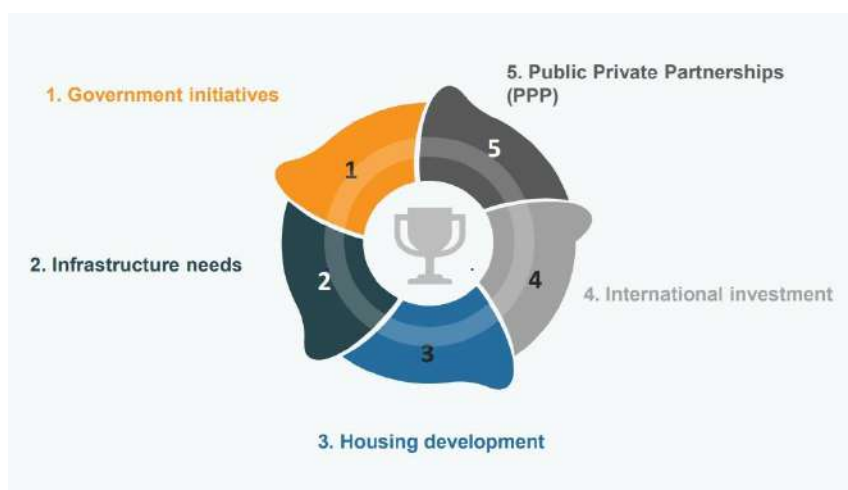 1. Government initiatives
5. Public Private Partnerships
(PPP)
1
5
2. Infrastructure needs
2
4
4. International investment
3
3. Housing development